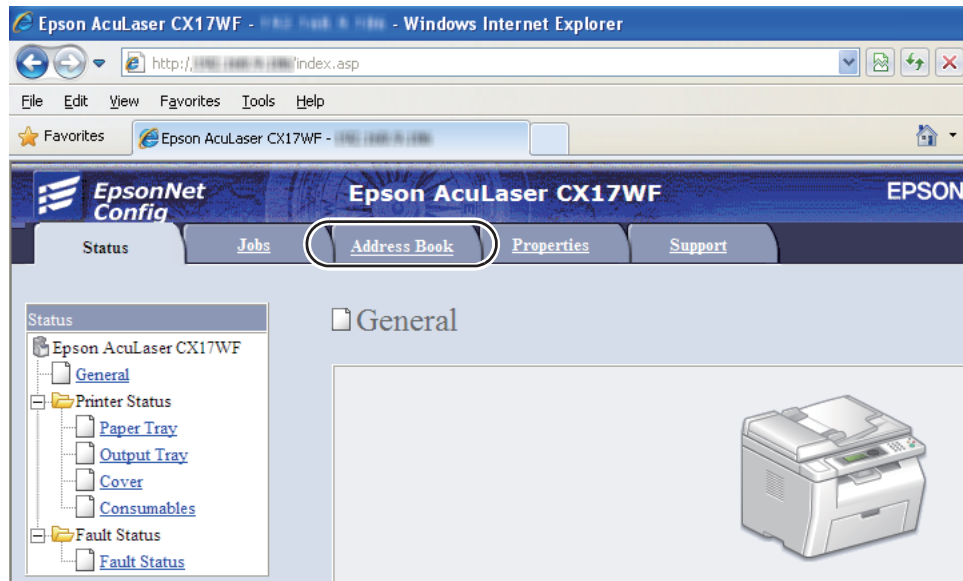 Epson AcuLaser CX17WF - - Windows Internet Explorer
http:/ /index.asp
File Edit View Favorites Tools Help
Favorites Epson AcuLaser CX17WF -
EpsonNet Config Epson AcuLaser CX17WF EPSON
Status Jobs Address Book Properties Support
Status
General
Epson AcuLaser CX17WF
General
Printer Status
Paper Tray
Output Tray
Cover
Consumables
Fault Status
Fault Status